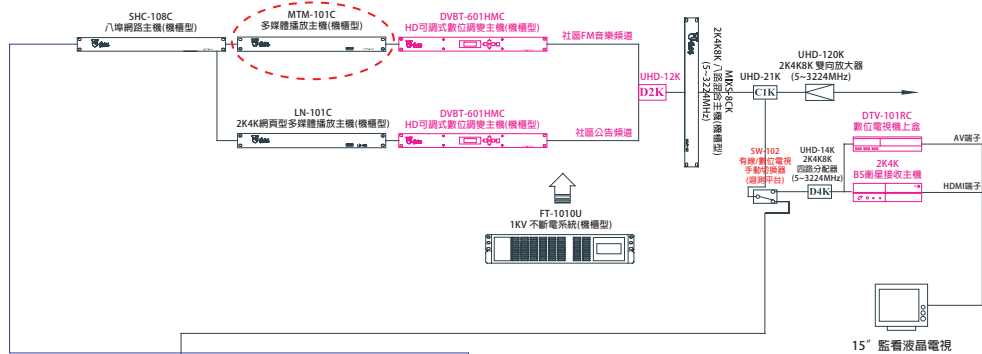 SHC-108C
八埠網路主機(機櫃型)
MTM-101C
多媒體播放主機(機櫃型)
DVBT-601HMC
HD可調式數位調變主機(機櫃型)
社區FM音樂頻道
LN-101C
2K4K網頁型多媒體播放主機(機櫃型)
DVBT-601HMC
HD可調式數位調變主機(機櫃型)
社區公告頻道
UHD-12K
D2K
MIXS-8CK
2K4K8K 八路混合主機(機櫃型)
(5~3224MHz)
UHD-21K
C1K
UHD-120K
2K4K8K 雙向放大器
(5~3224MHz)
SW-102
有線/數位電視
手動切換器
UHD-14K
2K4K8K
四路分配器
(5~3224MHz)
D4K
DTV-101RC
數位電視機上盒
AV端子
2K4K
BS衛星接收主機
HDMI端子
FT-1010U
1KV 不斷電系統(機櫃型)
15" 監看液晶電視